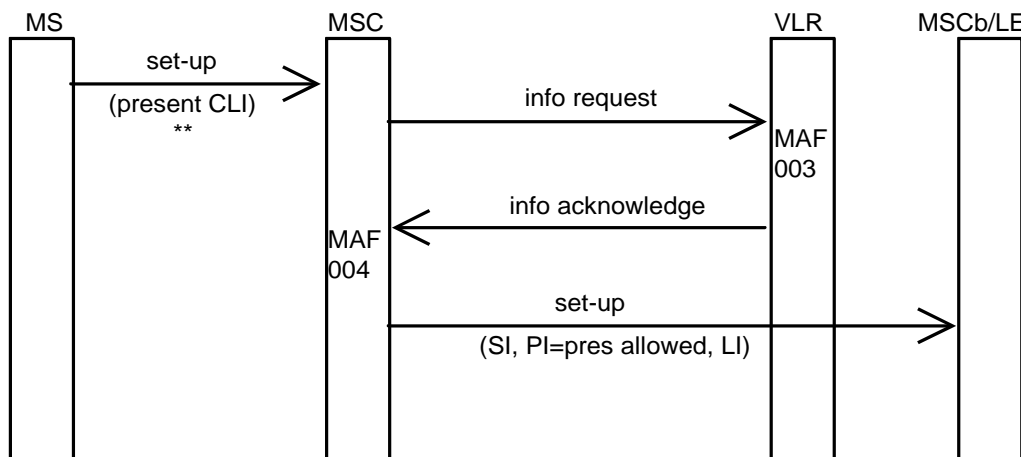 MS
MSC
VLR
MSCb/LE
set-up
(present CLI)
**
info request
MAF
003
info acknowledge
MAF
004
set-up
(SI, PI=pres allowed, LI)